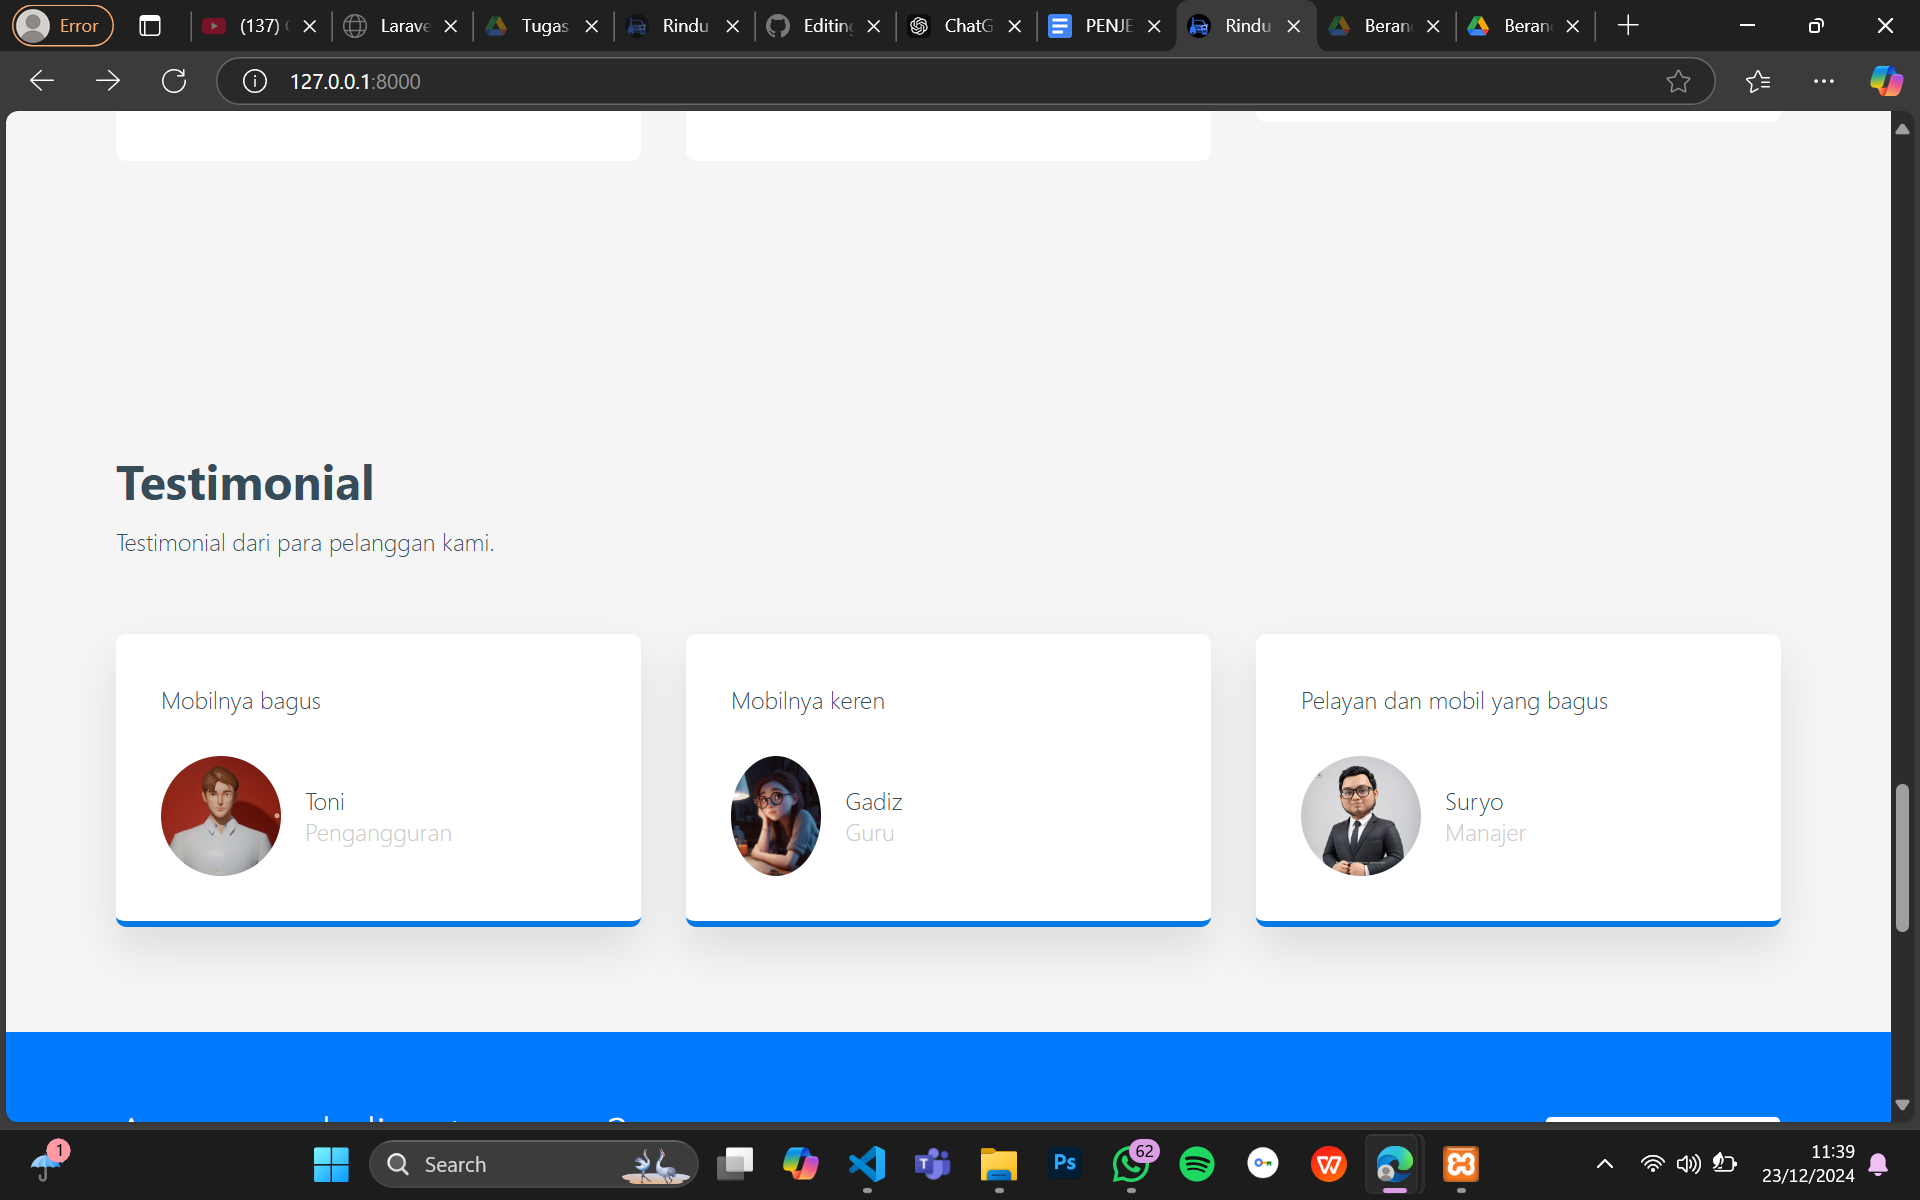 Error
(137)
Larave
Tugas
Rindu
Editing
ChatG
PENJE
Rindu
Beran
Beran
127.0.0.1:8000
Testimonial
Testimonial dari para pelanggan kami.
Mobilnya bagus
Toni
Pengangguran
Mobilnya keren
Gadiz
Guru
Pelayan dan mobil yang bagus
Suryo
Manajer
1
Search
Ps
62
11:39
23/12/2024